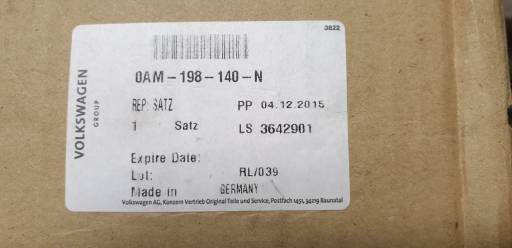 3822
VOLKSWAGEN
GROUP
0AM-198-140-N
REP: SATZ PP 04.12.2015
1 Satz LS 3642901
Expire Date:
Lot: RL/039
Made in GERMANY
Volkswagen AG, Konzern Vertrieb Original Teile und Service, Postfach 1451, 34219 Baunatal